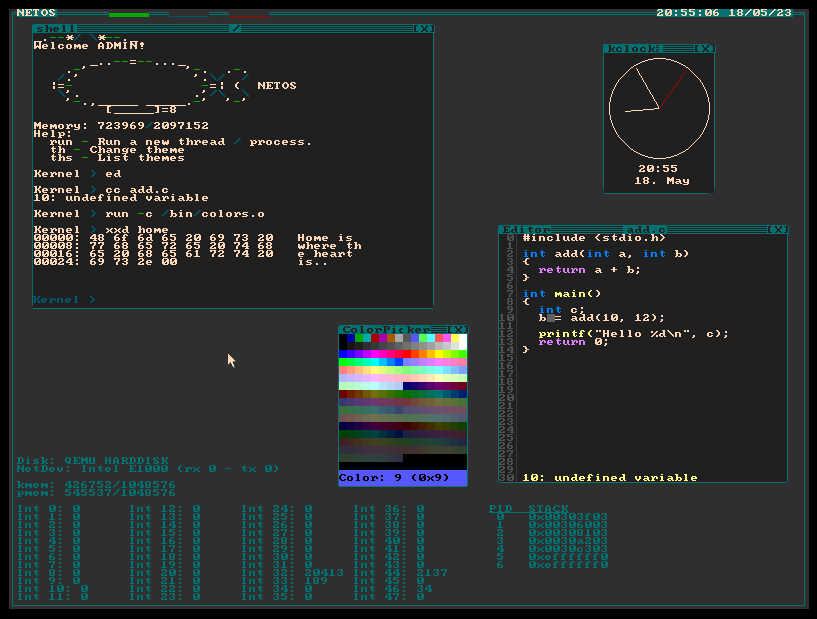 NETOS
20:55:06 18/05/23
shell / [X]
Welcome ADMIN!
NETOS
Memory: 723969/2097152
Help:
run - Run a new thread / process.
th - Change theme
ths - List themes
Kernel > ed
Kernel > cc add.c
10: undefined variable
Kernel > run -c /bin/colors.o
Kernel > xxd home
00000: 48 6f 6d 65 20 69 73 20 Home is
00008: 77 68 65 72 65 20 74 68 where th
00016: 65 20 68 65 61 72 74 20 e heart
00024: 69 73 2e 00 is..
Kernel >
kclock [X]
20:55
18. May
Editor add.c [X]
0 #include <stdio.h>
1
2 int add(int a, int b)
3 {
4 return a + b;
5 }
6
7 int main()
8 {
9 int c;
10 b = add(10, 12);
11
12 printf("Hello %d\n", c);
13 return 0;
14 }
15
16
17
18
19
20
21
22
23
24
25
26
27
28
29
30 10: undefined variable
ColorPicker [X]
Color: 9 (0x9)
Disk: QEMU HARDDISK
NetDev: Intel E1000 (rx 0 - tx 0)
kmem: 426752/1048576
pmem: 545537/1048576
Int 0: 0 Int 12: 0 Int 24: 0 Int 36: 0
Int 1: 0 Int 13: 0 Int 25: 0 Int 37: 0
Int 2: 0 Int 14: 0 Int 26: 0 Int 38: 0
Int 3: 0 Int 15: 0 Int 27: 0 Int 39: 0
Int 4: 0 Int 16: 0 Int 28: 0 Int 40: 0
Int 5: 0 Int 17: 0 Int 29: 0 Int 41: 0
Int 6: 0 Int 18: 0 Int 30: 0 Int 42: 0
Int 7: 0 Int 19: 0 Int 31: 0 Int 43: 0
Int 8: 0 Int 20: 0 Int 32: 20413 Int 44: 2137
Int 9: 0 Int 21: 0 Int 33: 189 Int 45: 0
Int 10: 0 Int 22: 0 Int 34: 0 Int 46: 34
Int 11: 0 Int 23: 0 Int 35: 0 Int 47: 0
PID STACK
0 0x00303f03
1 0x00306003
2 0x00308103
3 0x0030a203
4 0x0030c303
5 0xeffffff0
6 0xeffffff0